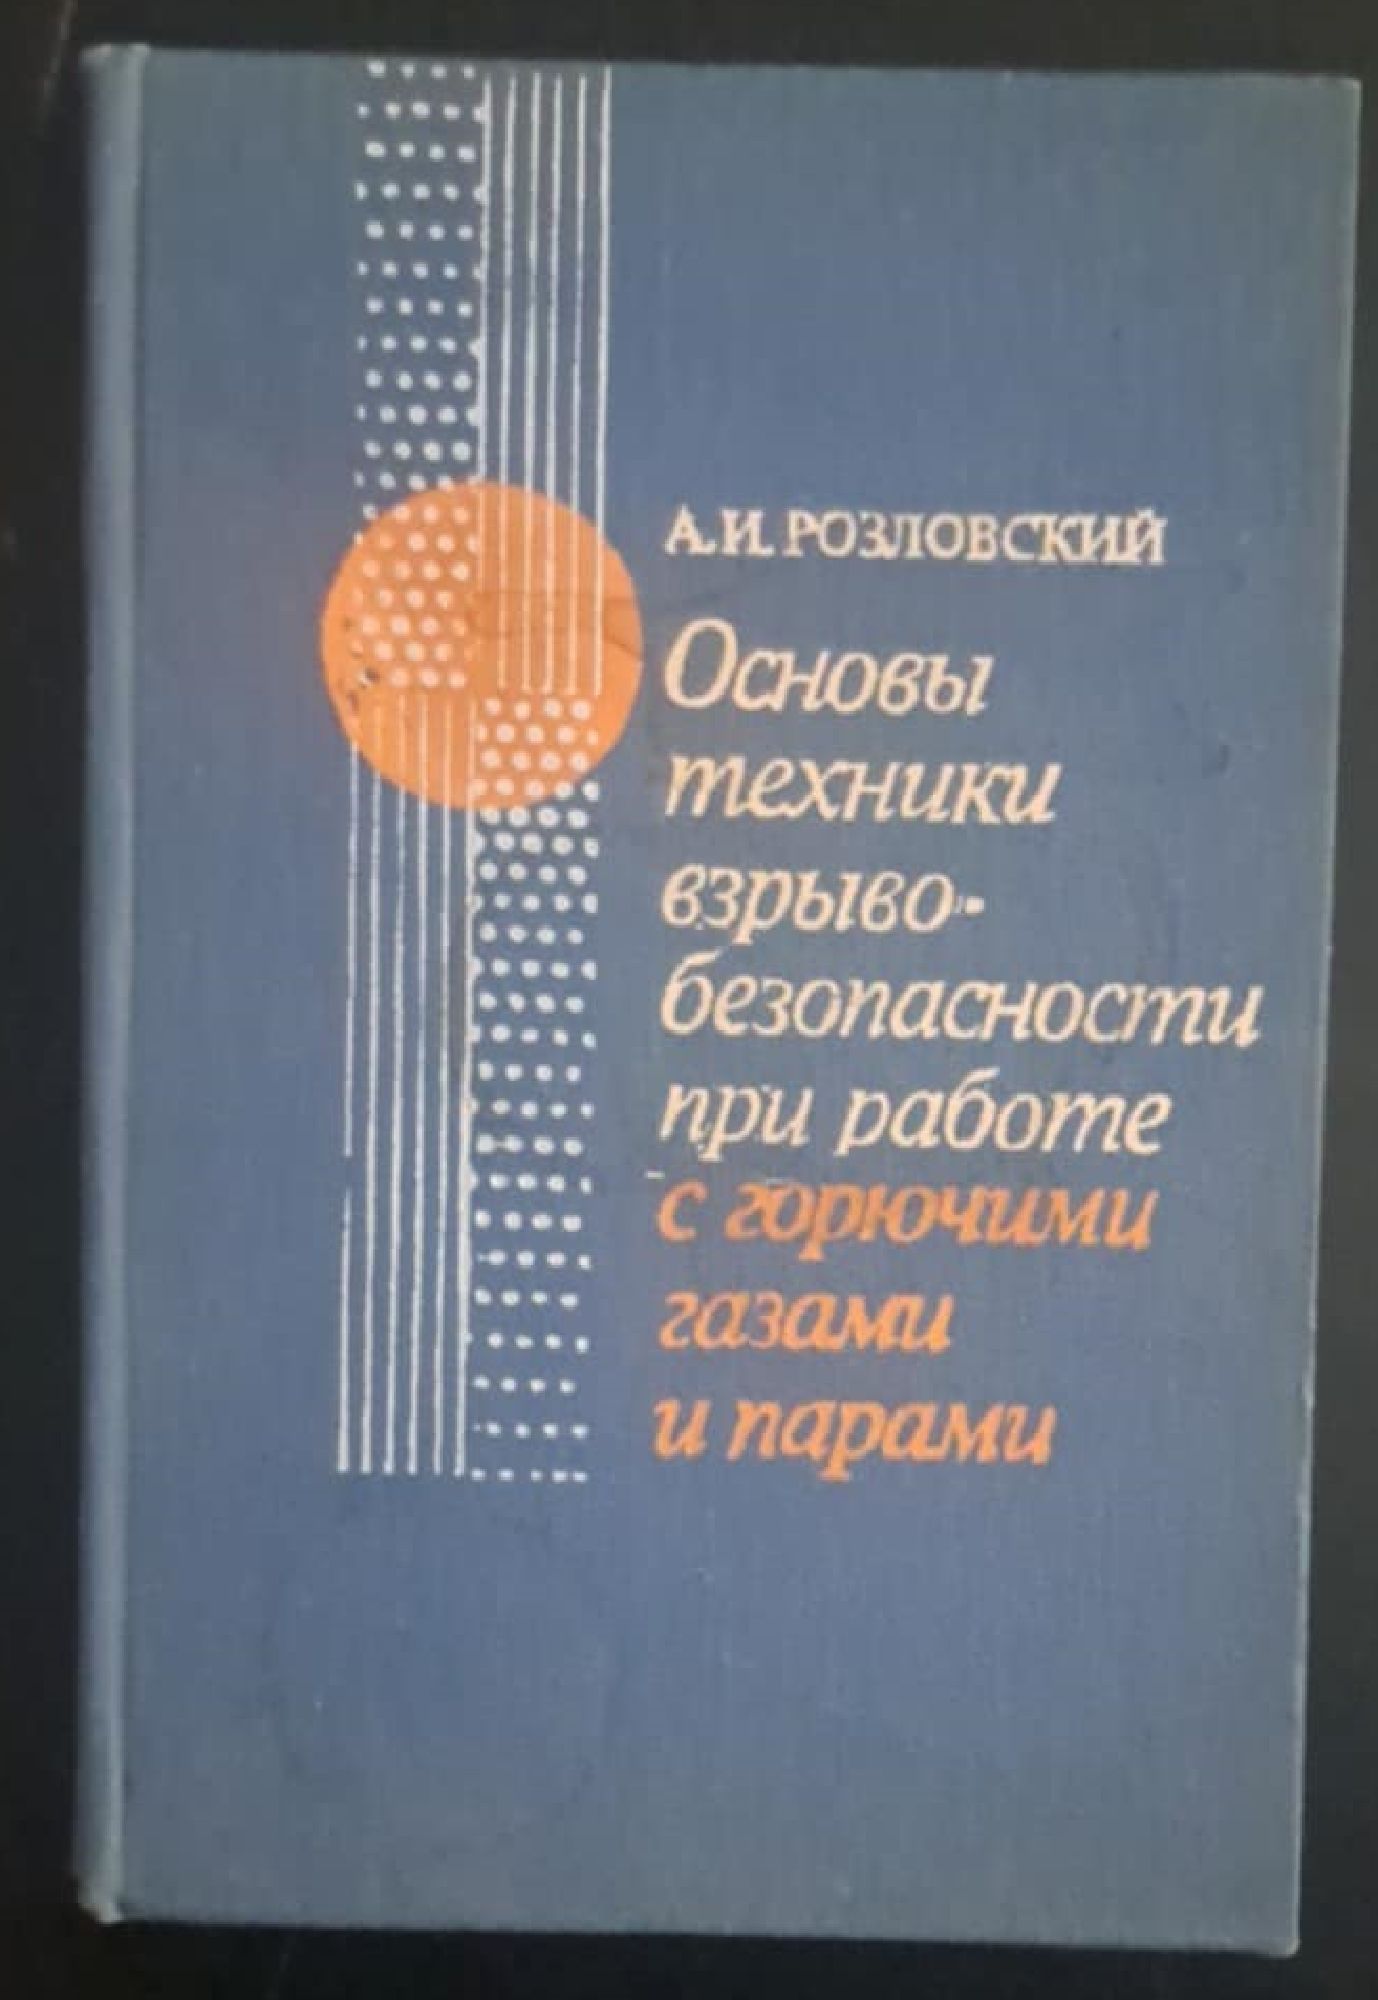 А.И. РОЗЛОВСКИЙ
Основы
техники
взрыво-
безопасности
при работе
с горючими
газами
и парами